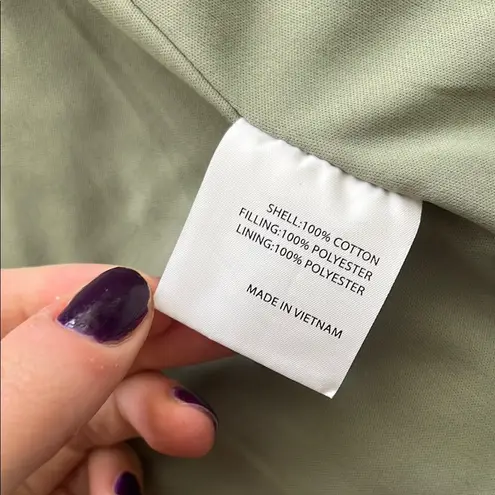 SHELL:100% COTTON
FILLING:100% POLYESTER
LINING:100% POLYESTER
MADE IN VIETNAM